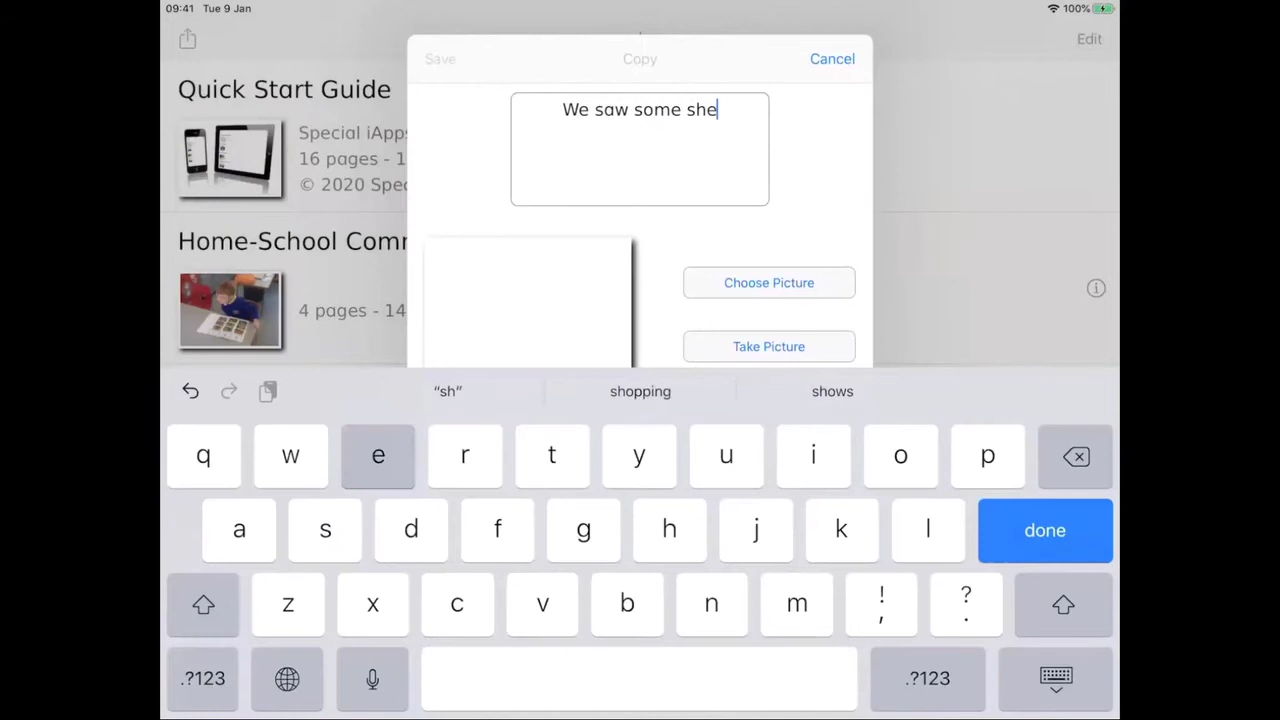 09:41 Tue 9 Jan 100%
Edit
Save Copy Cancel
Quick Start Guide
We saw some she
Special iApps
16 pages - 1
© 2020 Spec
Home-School Com
4 pages - 14
Choose Picture
Take Picture
“sh” shopping shows
q w e r t y u i o p
a s d f g h j k l done
z x c v b n m ! , ? .
.?123 .?123